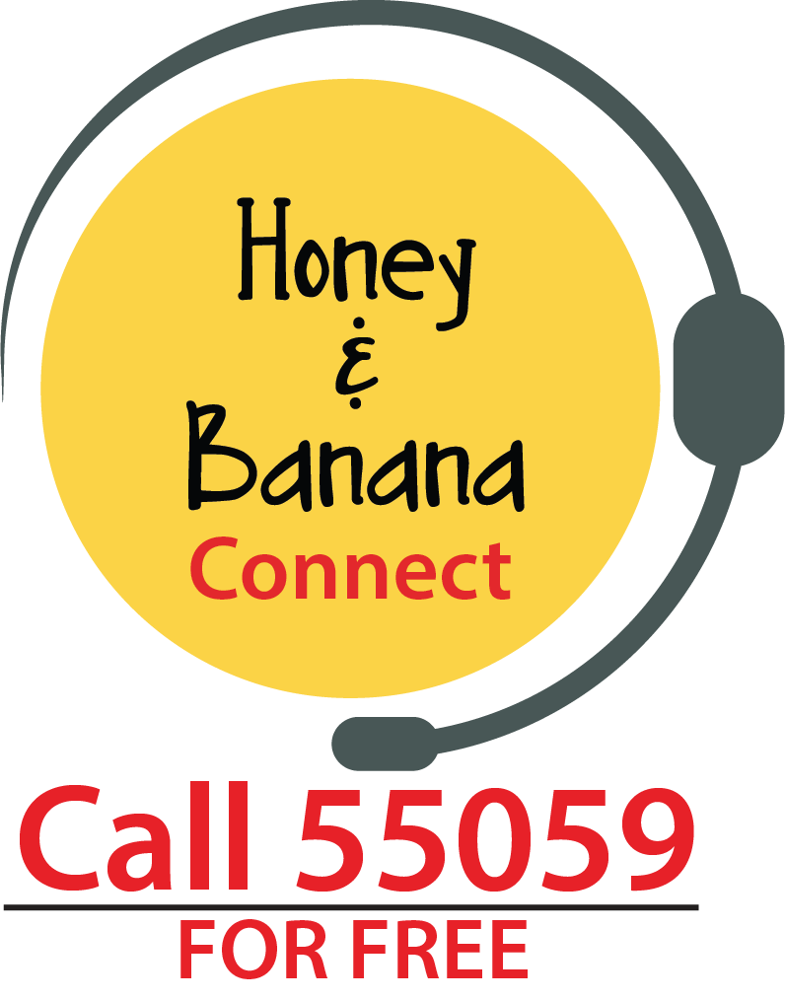 Honey
&
Banana
Connect
Call 55059
FOR FREE